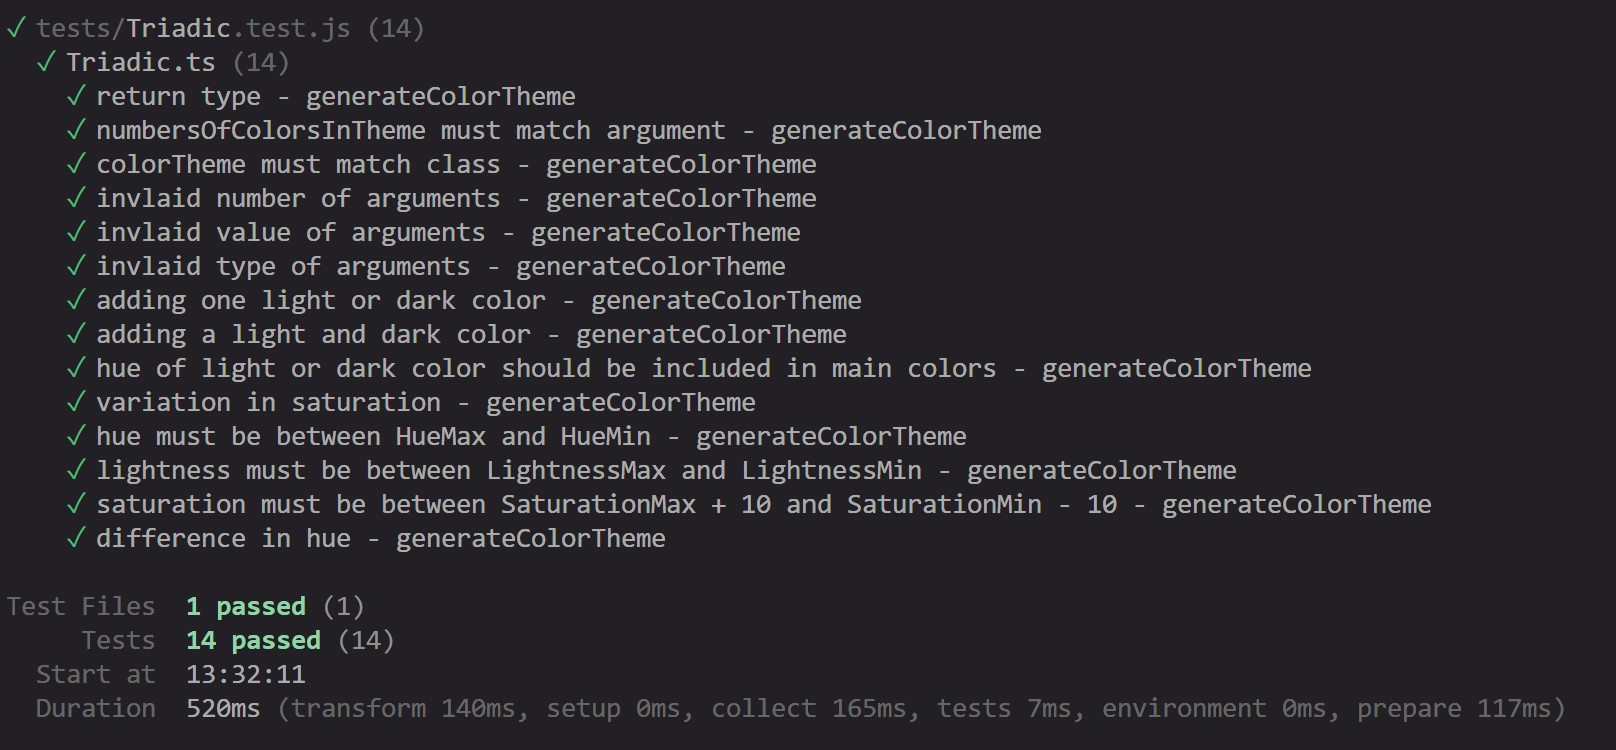 ✓ tests/Triadic.test.js (14)
✓ Triadic.ts (14)
✓ return type - generateColorTheme
✓ numbersOfColorsInTheme must match argument - generateColorTheme
✓ colorTheme must match class - generateColorTheme
✓ invlaid number of arguments - generateColorTheme
✓ invlaid value of arguments - generateColorTheme
✓ invlaid type of arguments - generateColorTheme
✓ adding one light or dark color - generateColorTheme
✓ adding a light and dark color - generateColorTheme
✓ hue of light or dark color should be included in main colors - generateColorTheme
✓ variation in saturation - generateColorTheme
✓ hue must be between HueMax and HueMin - generateColorTheme
✓ lightness must be between LightnessMax and LightnessMin - generateColorTheme
✓ saturation must be between SaturationMax + 10 and SaturationMin - 10 - generateColorTheme
✓ difference in hue - generateColorTheme
Test Files 1 passed (1)
Tests 14 passed (14)
Start at 13:32:11
Duration 520ms (transform 140ms, setup 0ms, collect 165ms, tests 7ms, environment 0ms, prepare 117ms)